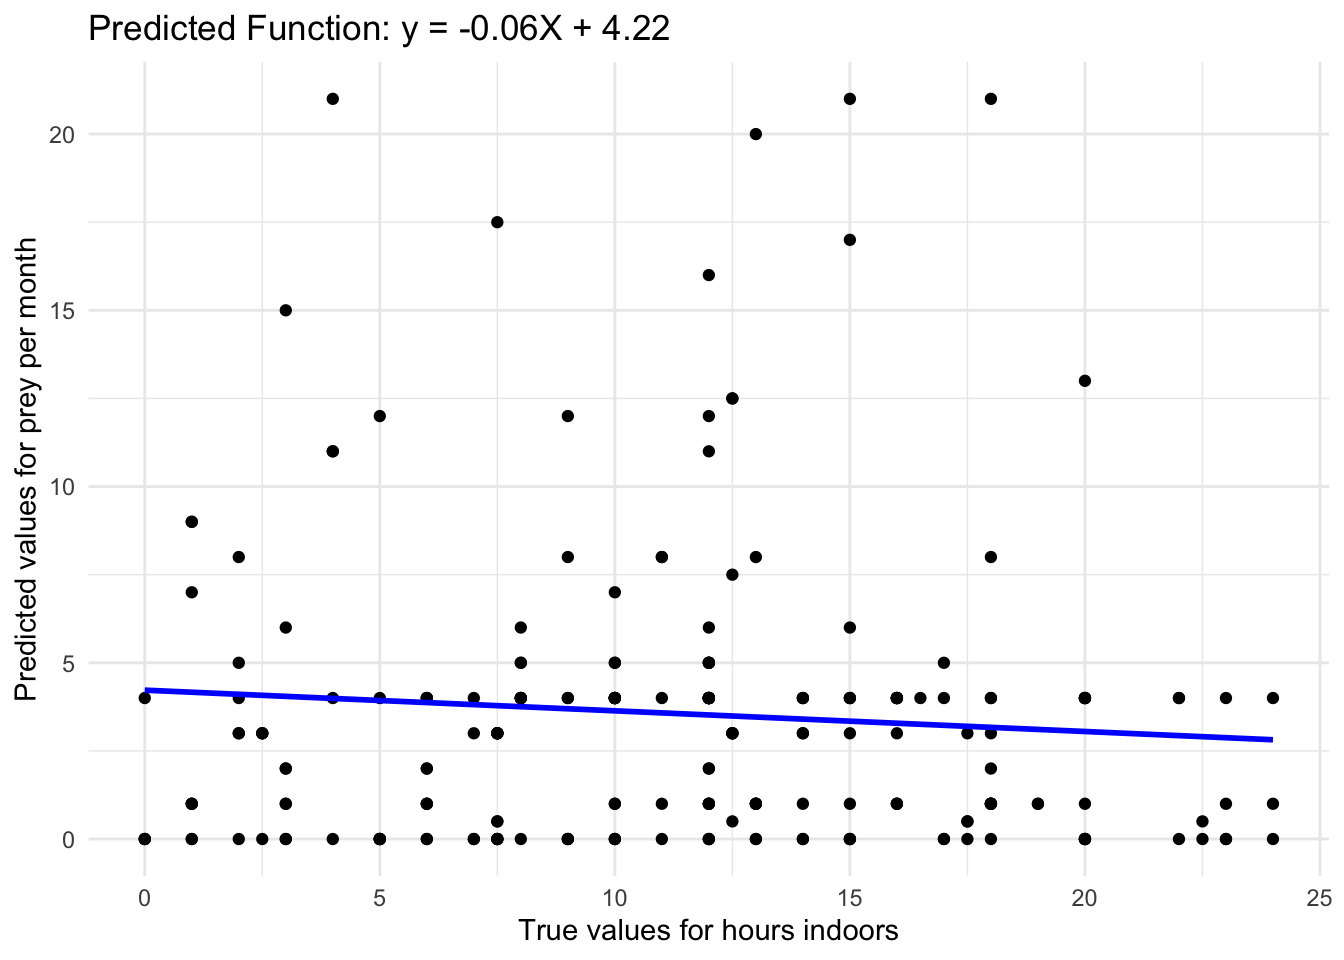 Predicted Function: y = -0.06X + 4.22
Predicted values for prey per month
20
15
10
5
0
0 5 10 15 20 25
True values for hours indoors